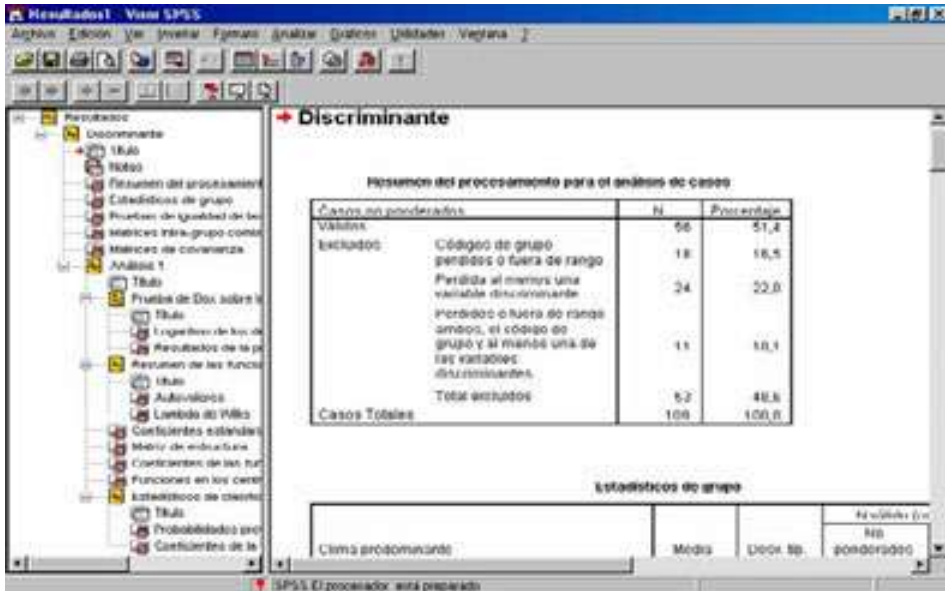 Resultados1 Visor SPSS
Archivo Edición Ver Insertar Formato Analizar Gráficos Utilidades Ventana ?
Resultados
Discriminante
Título
Notas
Resumen del procesamient
Estadísticos de grupo
Pruebas de igualdad de las
Matrices intra-grupo combi
Matrices de covarianza
Análisis 1
Título
Prueba de Box sobre l
Título
Logaritmo de los de
Resultados de la p
Resumen de las funcio
Título
Autovalores
Lambda de Wilks
Coeficientes estandari
Matriz de estructura
Coeficientes de las fun
Funciones en los centr
Estadísticos de clasific
Título
Probabilidades prev
Coeficientes de la
Discriminante
Resumen del procesamiento para el análisis de casos
Casos no ponderados N Porcentaje
Válidos 56 51,4
Excluidos Códigos de grupo
perdidos o fuera de rango 18 16,5
Perdida al menos una
variable discriminante 24 22,0
Perdidos o fuera de rango
ambos, el código de
grupo y al menos una de
las variables
discriminantes. 11 10,1
Total excluidos 53 48,6
Casos Totales 109 100,0
Estadísticos de grupo
N válido
No
Clima predominante Media Desv. típ. ponderados
SPSS El procesador está preparado